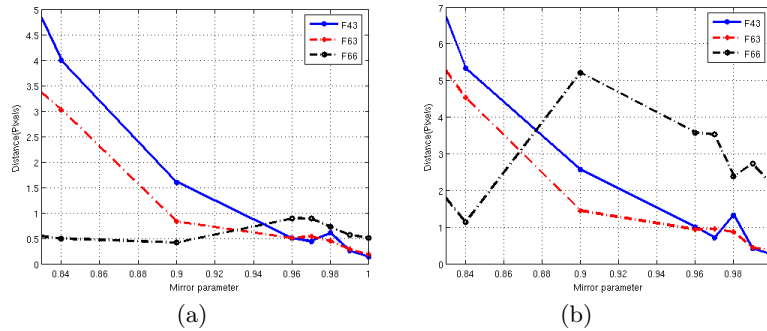 5
4.5
4
3.5
3
2.5
2
1.5
1
0.5
0
Distance(Pixels)
F43
F63
F66
0.84 0.86 0.88 0.9 0.92 0.94 0.96 0.98 1
Mirror parameter
(a)
7
6
5
4
3
2
1
0
Distance(Pixels)
F43
F63
F66
0.84 0.86 0.88 0.9 0.92 0.94 0.96 0.98
Mirror parameter
(b)